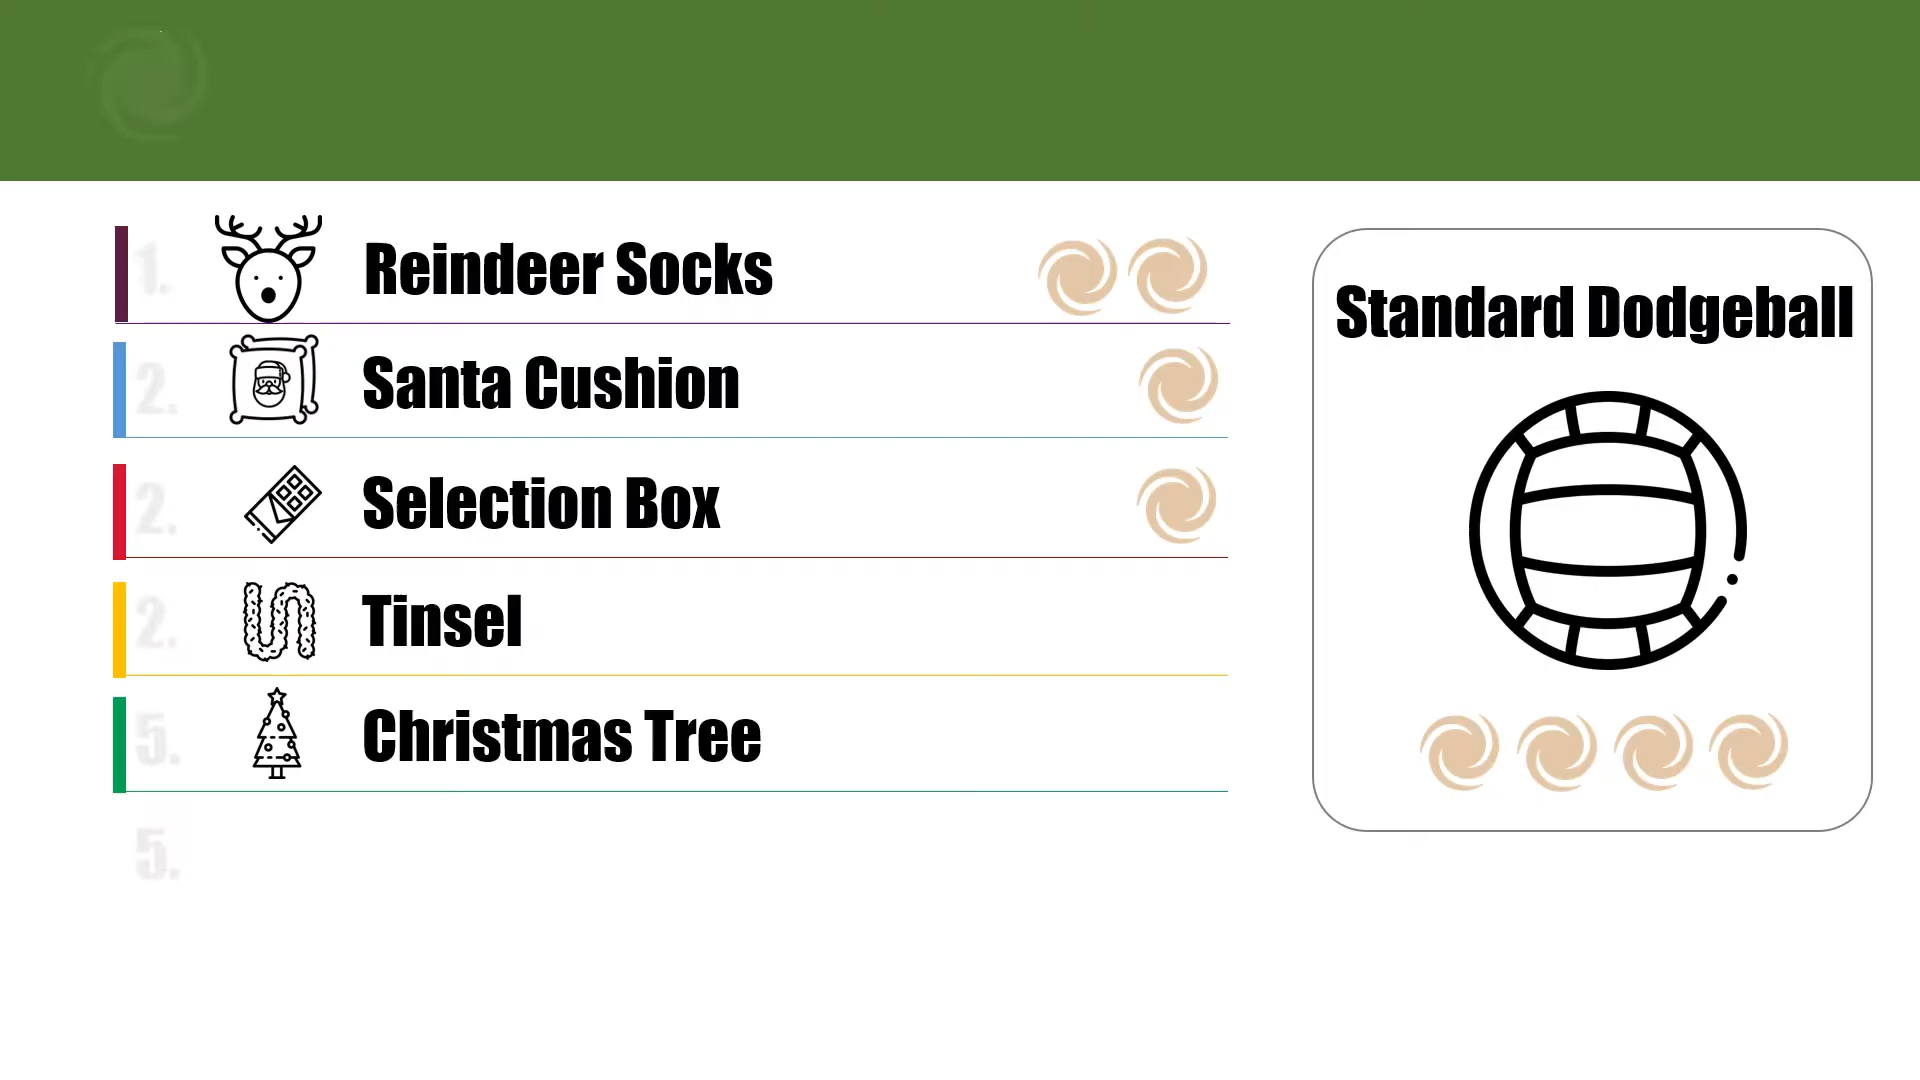 1. Reindeer Socks
2. Santa Cushion
2. Selection Box
2. Tinsel
5. Christmas Tree
5.
Standard Dodgeball